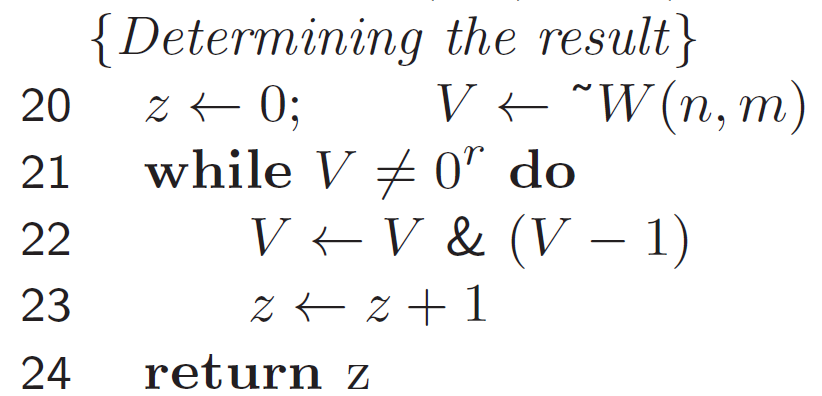 {Determining the result}
20 z ← 0; V ← ~W(n, m)
21 while V ≠ 0^r do
22 V ← V & (V − 1)
23 z ← z + 1
24 return z